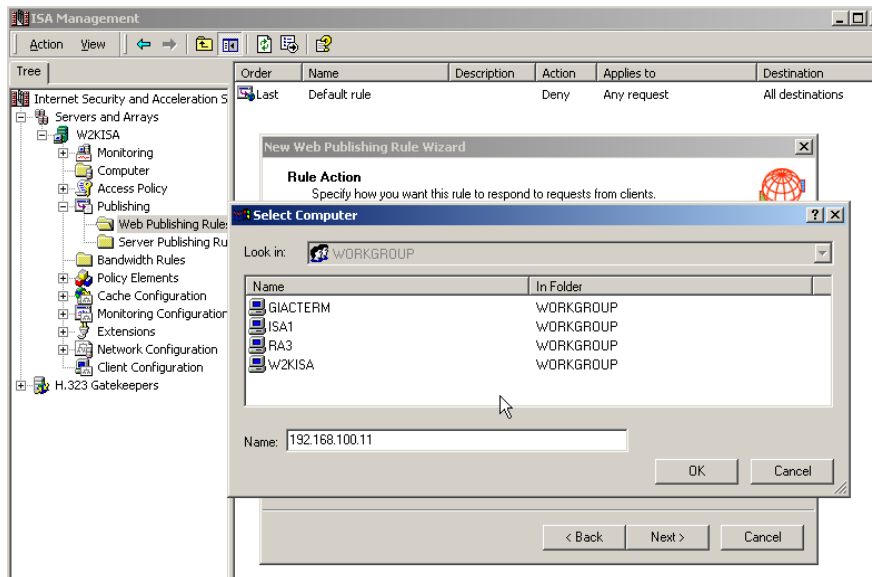 ISA Management
Action View
Tree
Order Name Description Action Applies to Destination
Last Default rule Deny Any request All destinations
Internet Security and Acceleration S
Servers and Arrays
W2KISA
Monitoring
Computer
Access Policy
Publishing
Web Publishing Rule
Server Publishing Ru
Bandwidth Rules
Policy Elements
Cache Configuration
Monitoring Configuration
Extensions
Network Configuration
Client Configuration
H.323 Gatekeepers
New Web Publishing Rule Wizard
Rule Action
Specify how you want this rule to respond to requests from clients.
Select Computer
Look in: WORKGROUP
Name In Folder
GIACTERM WORKGROUP
ISA1 WORKGROUP
RA3 WORKGROUP
W2KISA WORKGROUP
Name: 192.168.100.11
OK Cancel
< Back Next > Cancel